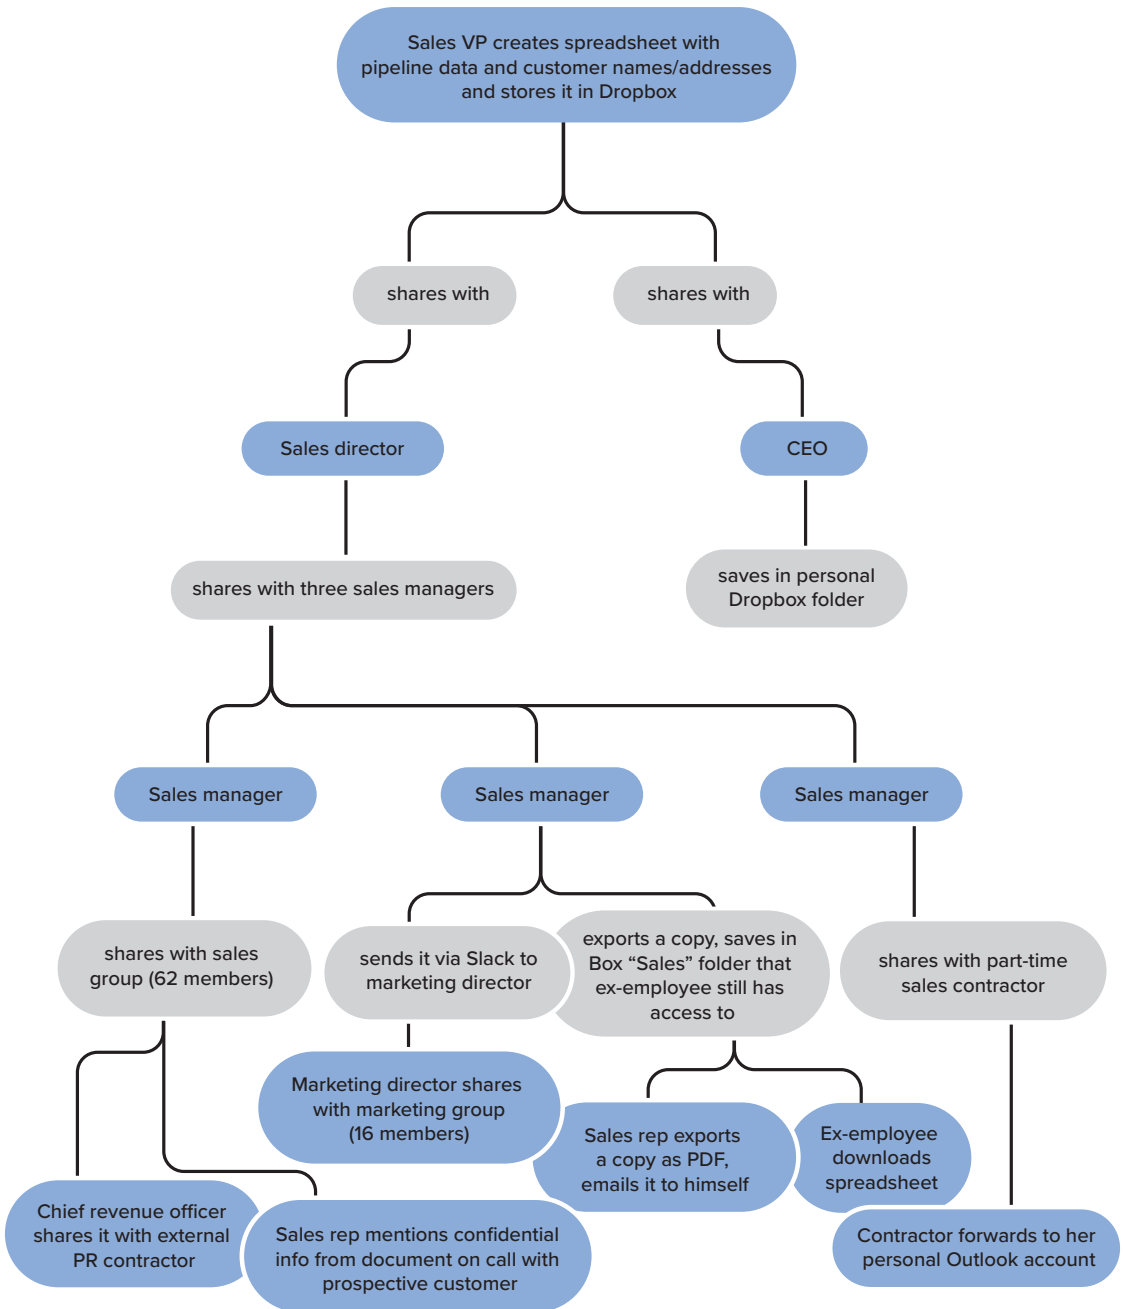 Sales VP creates spreadsheet with
pipeline data and customer names/addresses
and stores it in Dropbox
shares with
shares with
Sales director
CEO
shares with three sales managers
saves in personal
Dropbox folder
Sales manager
Sales manager
Sales manager
shares with sales
group (62 members)
sends it via Slack to
marketing director
exports a copy, saves in
Box “Sales” folder that
ex-employee still has
access to
shares with part-time
sales contractor
Marketing director shares
with marketing group
(16 members)
Sales rep exports
a copy as PDF,
emails it to himself
Ex-employee
downloads
spreadsheet
Chief revenue officer
shares it with external
PR contractor
Sales rep mentions confidential
info from document on call with
prospective customer
Contractor forwards to her
personal Outlook account